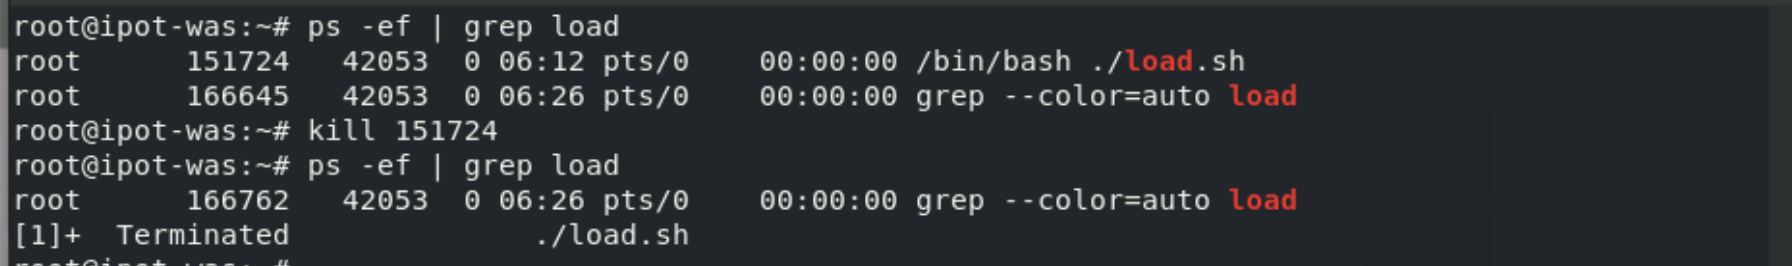 root@ipot-was:~# ps -ef | grep load
root      151724   42053  0 06:12 pts/0    00:00:00 /bin/bash ./load.sh
root      166645   42053  0 06:26 pts/0    00:00:00 grep --color=auto load
root@ipot-was:~# kill 151724
root@ipot-was:~# ps -ef | grep load
root      166762   42053  0 06:26 pts/0    00:00:00 grep --color=auto load
[1]+  Terminated              ./load.sh
root@ipot-was:~#